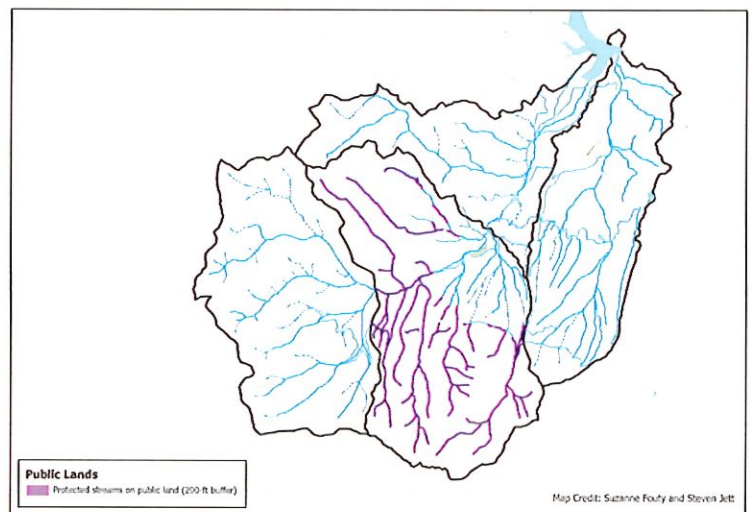 Public Lands
Protected streams on public land (200-ft buffer)
Map Credit: Suzanne Fouty and Steven Jett